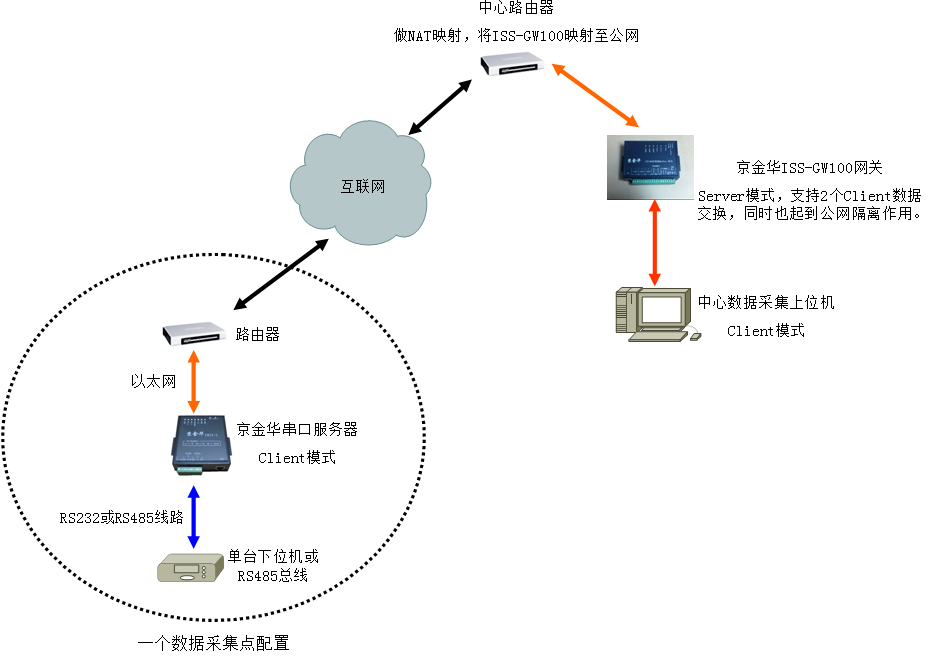 中心路由器
做NAT映射，将ISS-GW100映射至公网
互联网
京金华ISS-GW100网关
Server模式，支持2个Client数据
交换，同时也起到公网隔离作用。
中心数据采集上位机
Client模式
路由器
以太网
京金华
京金华串口服务器
Client模式
RS232或RS485线路
单台下位机或
RS485总线
一个数据采集点配置